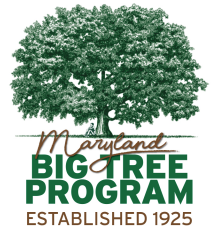 Maryland
BIG TREE
PROGRAM
ESTABLISHED 1925